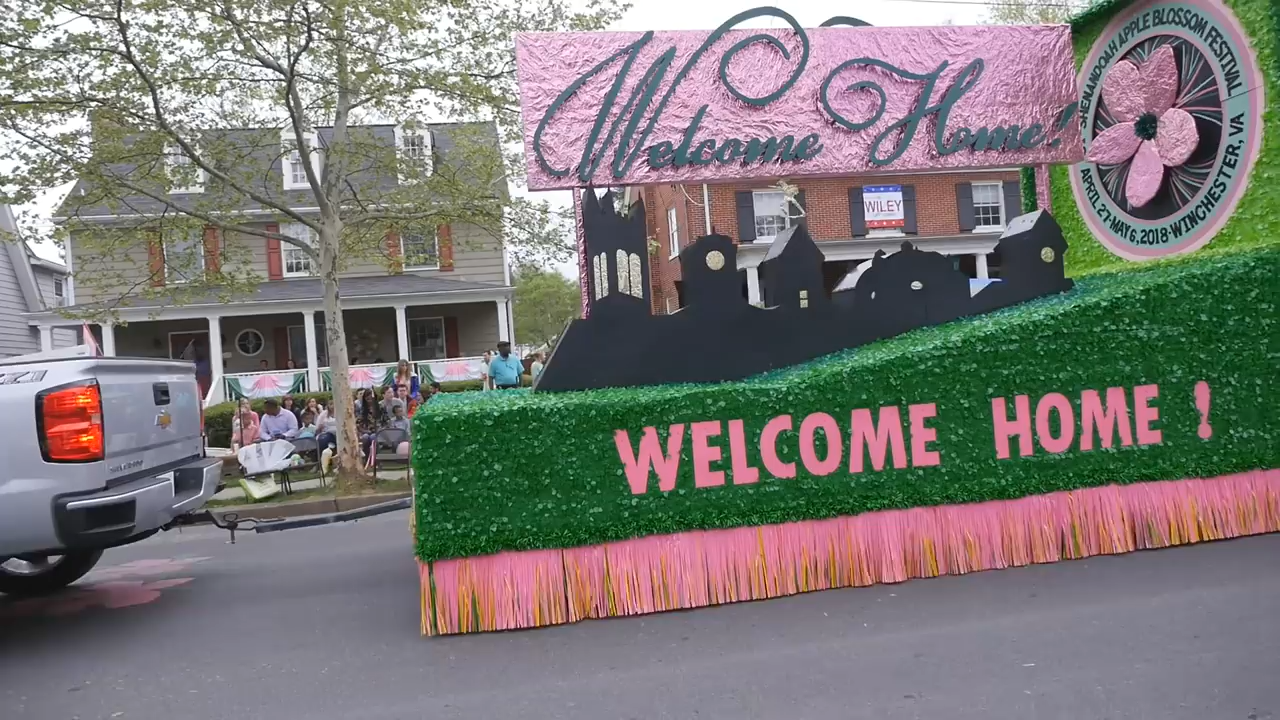 Welcome Home!
SHENANDOAH APPLE BLOSSOM FESTIVAL
APRIL 27-MAY 6, 2018·WINCHESTER, VA
WILEY
WELCOME HOME !